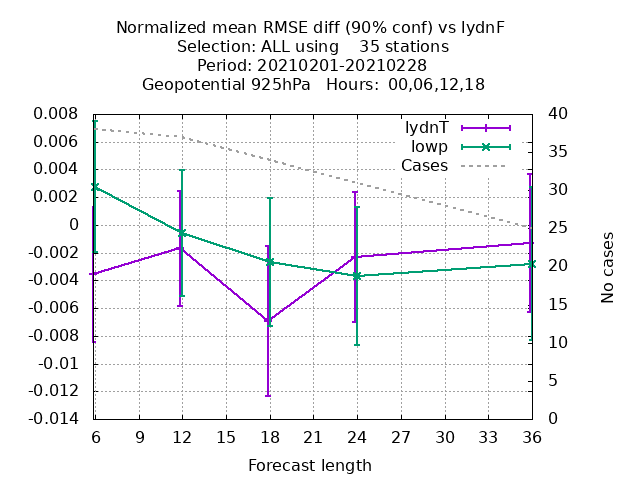 Normalized mean RMSE diff (90% conf) vs lydnF
Selection: ALL using    35 stations
Period: 20210201-20210228
Geopotential 925hPa   Hours: 00,06,12,18
0.008
0.006
0.004
0.002
0
-0.002
-0.004
-0.006
-0.008
-0.01
-0.012
-0.014
lydnT
lowp
Cases
40
35
30
25
20
15
10
5
0
No cases
6 9 12 15 18 21 24 27 30 33 36
Forecast length